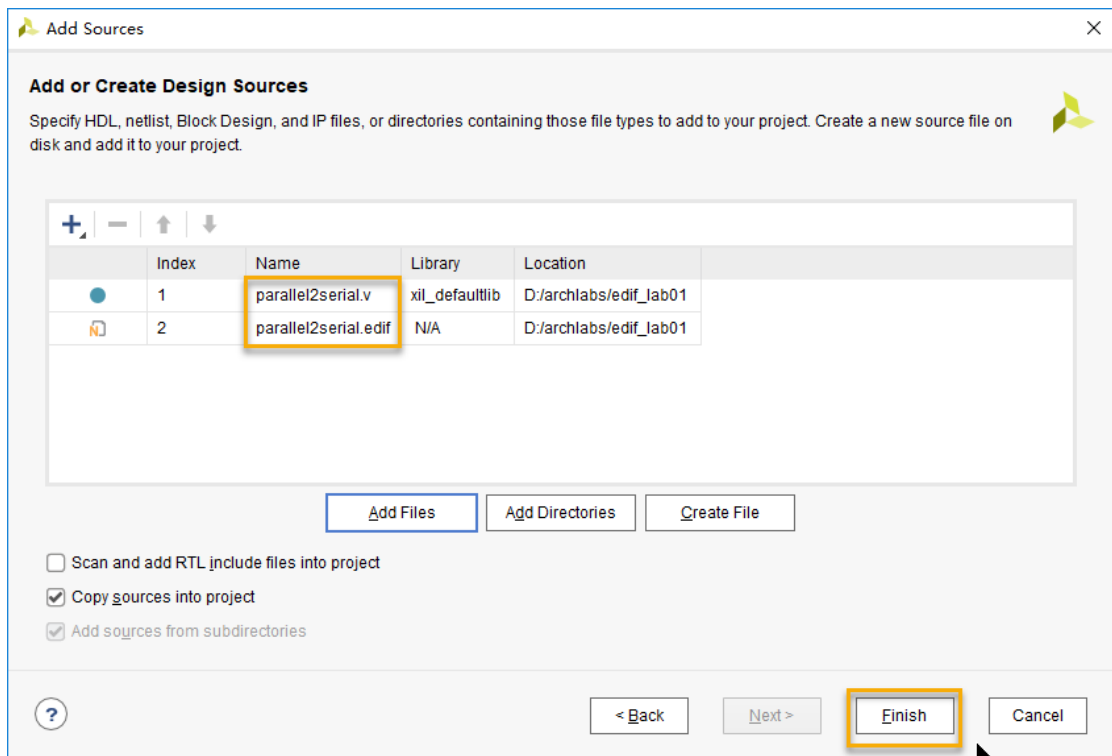 Add Sources
Add or Create Design Sources
Specify HDL, netlist, Block Design, and IP files, or directories containing those file types to add to your project. Create a new source file on
disk and add it to your project.
Index Name Library Location
1 parallel2serial.v xil_defaultlib D:/archlabs/edif_lab01
N 2 parallel2serial.edif N/A D:/archlabs/edif_lab01
Add Files Add Directories Create File
Scan and add RTL include files into project
Copy sources into project
Add sources from subdirectories
? < Back Next > Finish Cancel